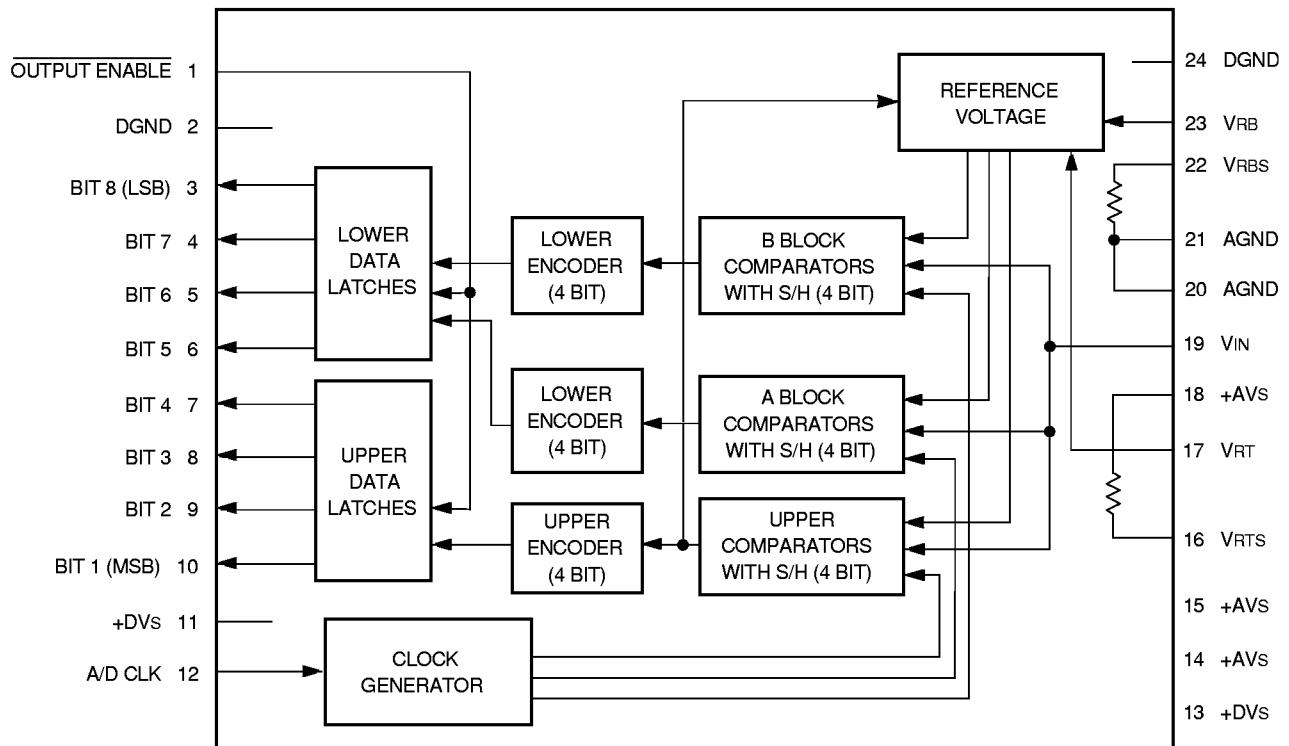 OUTPUT ENABLE 1
DGND 2
BIT 8 (LSB) 3
BIT 7 4
BIT 6 5
BIT 5 6
BIT 4 7
BIT 3 8
BIT 2 9
BIT 1 (MSB) 10
+DVS 11
A/D CLK 12
LOWER
DATA
LATCHES
UPPER
DATA
LATCHES
LOWER
ENCODER
(4 BIT)
LOWER
ENCODER
(4 BIT)
UPPER
ENCODER
(4 BIT)
CLOCK
GENERATOR
REFERENCE
VOLTAGE
B BLOCK
COMPARATORS
WITH S/H (4 BIT)
A BLOCK
COMPARATORS
WITH S/H (4 BIT)
UPPER
COMPARATORS
WITH S/H (4 BIT)
24 DGND
23 VRB
22 VRBS
21 AGND
20 AGND
19 VIN
18 +AVS
17 VRT
16 VRTS
15 +AVS
14 +AVS
13 +DVS